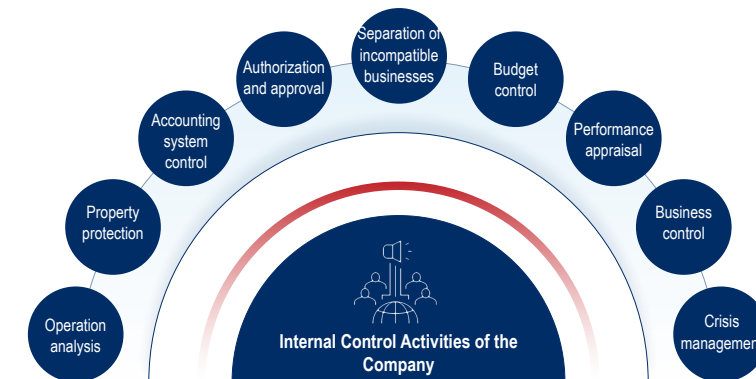 Operation
analysis
Property
protection
Accounting
system
control
Authorization
and approval
Separation of
incompatible
businesses
Budget
control
Performance
appraisal
Business
control
Crisis
managemen
Internal Control Activities of the
Company